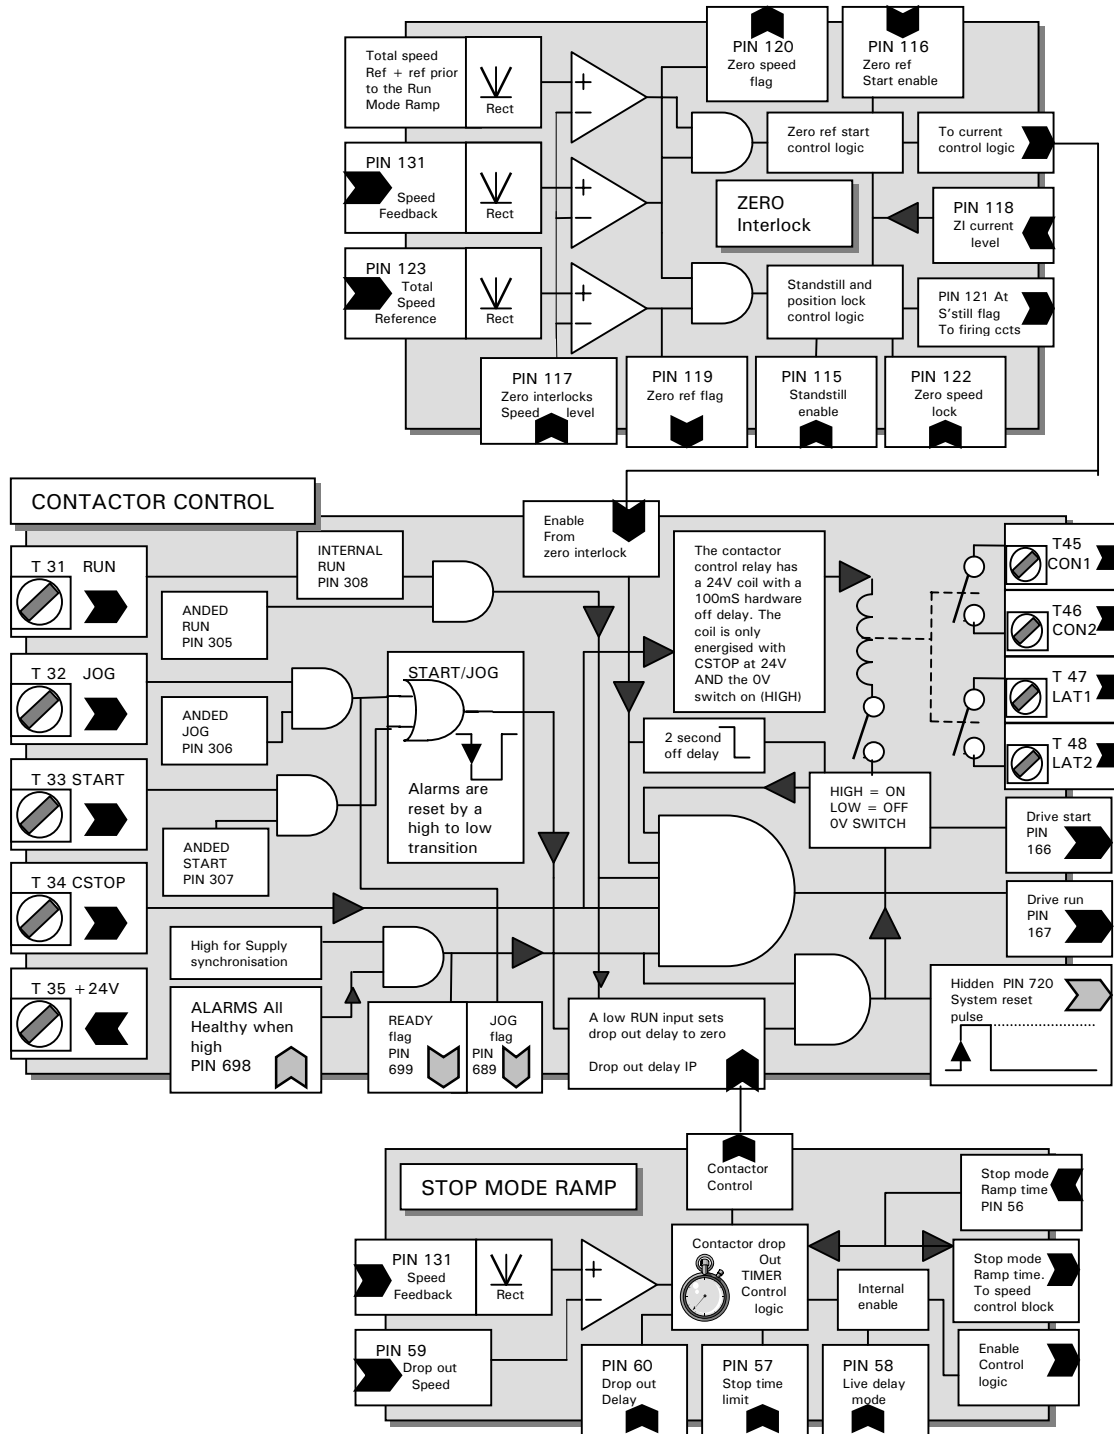 Total speed
Ref + ref prior
to the Run
Mode Ramp
Rect
PIN 120
Zero speed
flag
PIN 116
Zero ref
Start enable
+
−
Zero ref start
control logic
To current
control logic
PIN 131
Speed
Feedback
Rect
+
−
ZERO
Interlock
PIN 118
ZI current
level
PIN 123
Total
Speed
Reference
Rect
+
−
Standstill and
position lock
control logic
PIN 121 At
S'still flag
To firing ccts
PIN 117
Zero interlocks
Speed level
PIN 119
Zero ref flag
PIN 115
Standstill
enable
PIN 122
Zero speed
lock
CONTACTOR CONTROL
Enable
From
zero interlock
T 31 RUN
INTERNAL
RUN
PIN 308
ANDED
RUN
PIN 305
The contactor
control relay has
a 24V coil with a
100mS hardware
off delay. The
coil is only
energised with
CSTOP at 24V
AND the 0V
switch on (HIGH)
T45
CON1
T46
CON2
T 47
LAT1
T 48
LAT2
T 32 JOG
ANDED
JOG
PIN 306
START/JOG
Alarms are
reset by a
high to low
transition
2 second
off delay
HIGH = ON
LOW = OFF
0V SWITCH
T 33 START
ANDED
START
PIN 307
Drive start
PIN
166
T 34 CSTOP
Drive run
PIN
167
High for Supply
synchronisation
T 35 +24V
ALARMS All
Healthy when
high
PIN 698
READY
flag
PIN
699
JOG
flag
PIN
689
A low RUN input sets
drop out delay to zero
Drop out delay IP
Hidden PIN 720
System reset
pulse
Contactor
Control
STOP MODE RAMP
Stop mode
Ramp time
PIN 56
PIN 131
Speed
Feedback
Rect
+
−
Contactor drop
Out
TIMER
Control
logic
Internal
enable
Stop mode
Ramp time.
To speed
control block
PIN 59
Drop out
Speed
Enable
Control
logic
PIN 60
Drop out
Delay
PIN 57
Stop time
limit
PIN 58
Live delay
mode